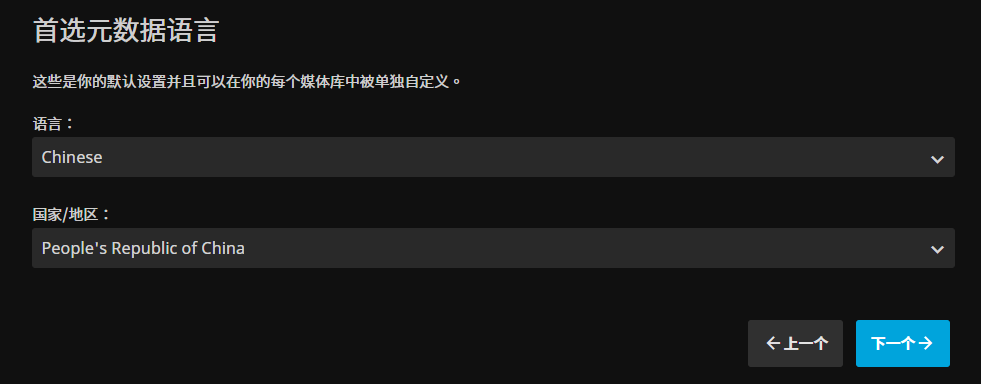 首选元数据语言
这些是你的默认设置并且可以在你的每个媒体库中被单独自定义。
语言：
Chinese
国家/地区：
People's Republic of China
上一个
下一个